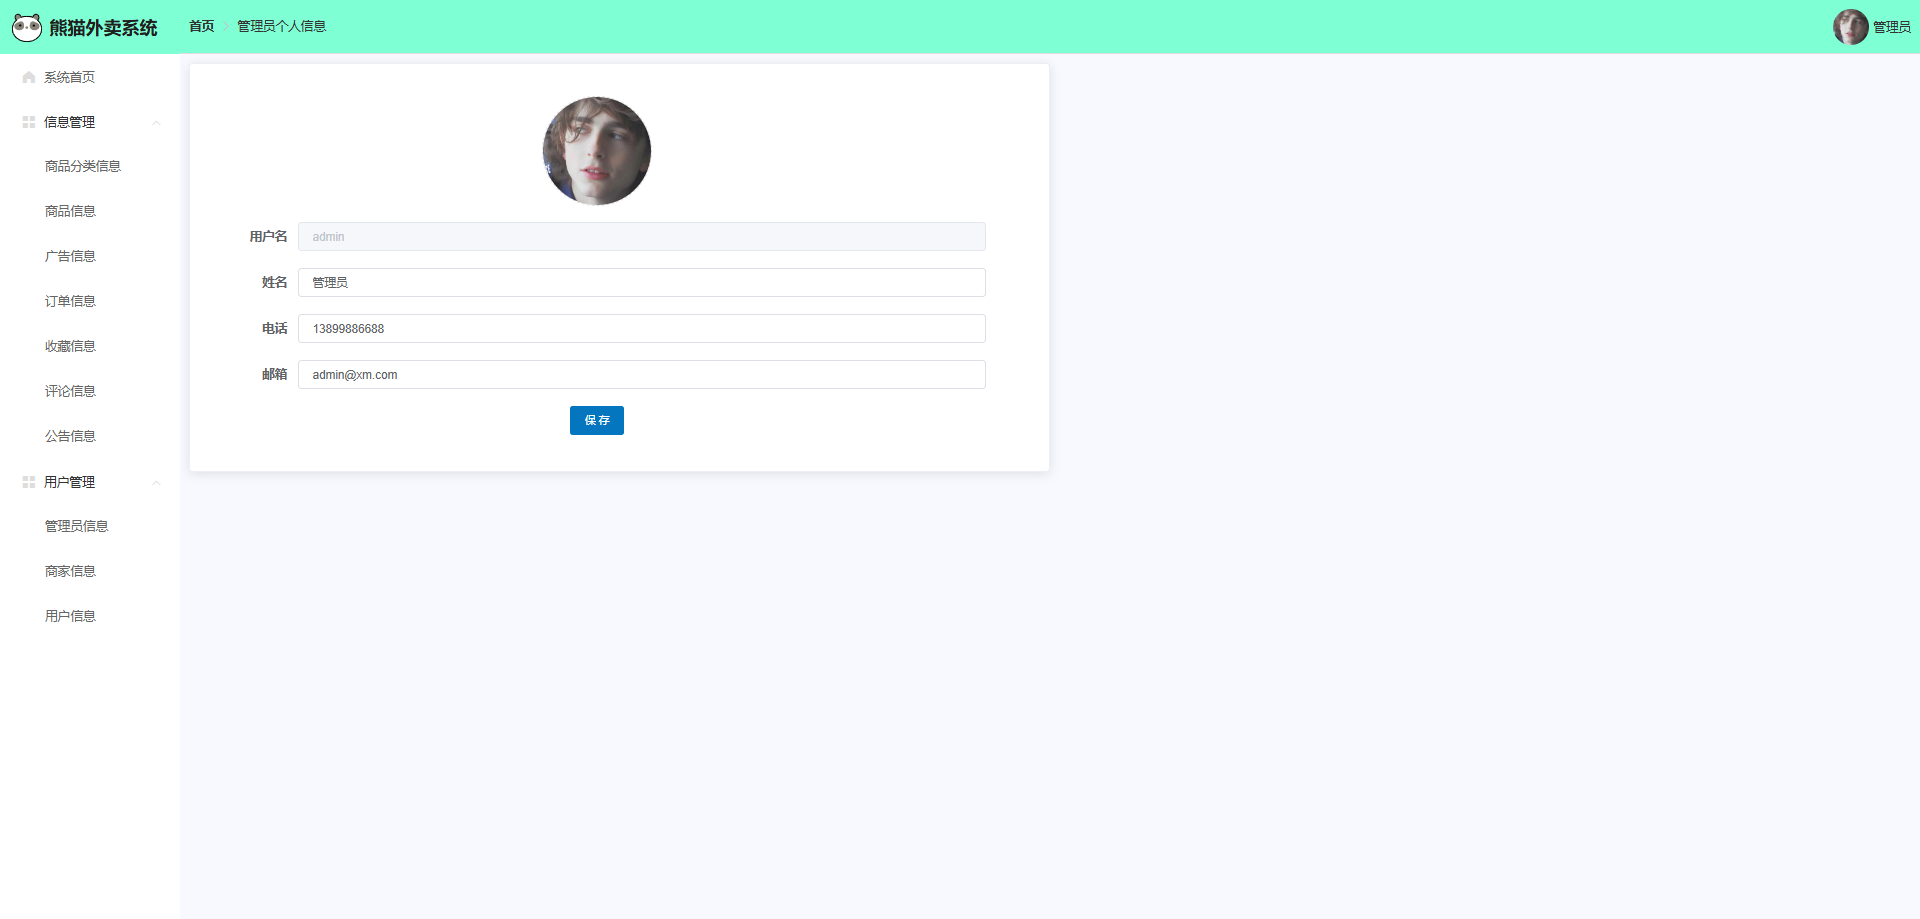 熊猫外卖系统
首页 管理员个人信息
管理员
系统首页
信息管理
商品分类信息
商品信息
广告信息
订单信息
收藏信息
评论信息
公告信息
用户管理
管理员信息
商家信息
用户信息
用户名 admin
姓名 管理员
电话 13899886688
邮箱 admin@xm.com
保存